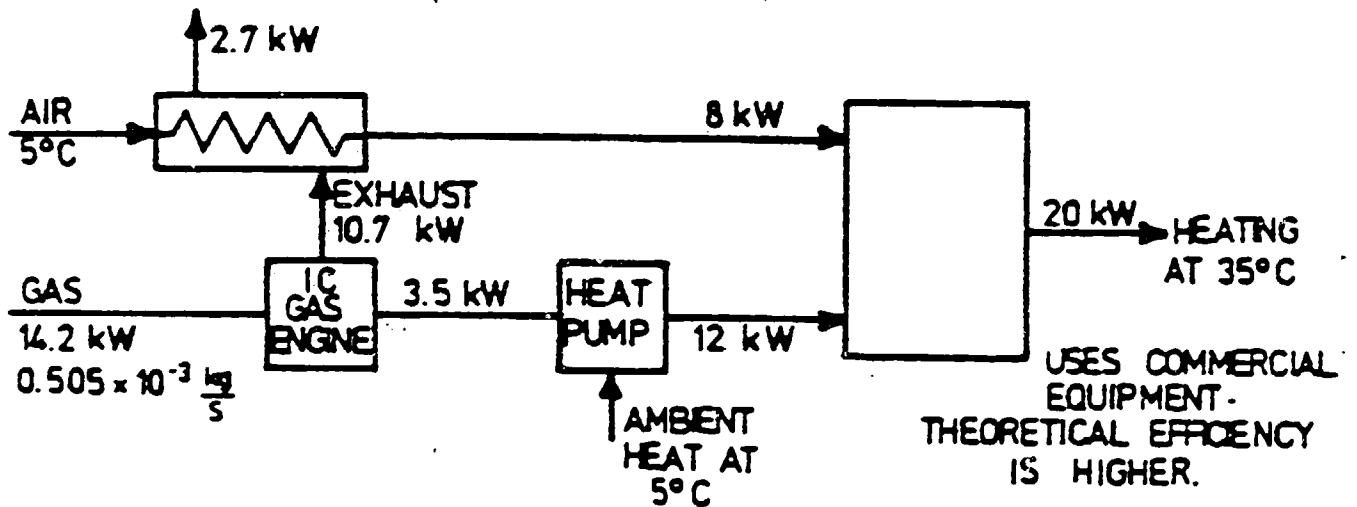 2.7 kW
AIR
5°C
8 kW
EXHAUST
10.7 kW
20 kW
HEATING
AT 35°C
GAS
14.2 kW
0.505 × 10⁻³ kg/s
I.C
GAS
ENGINE
3.5 kW
HEAT
PUMP
12 kW
AMBIENT
HEAT AT
5°C
USES COMMERCIAL
EQUIPMENT-
THEORETICAL EFFICIENCY
IS HIGHER.